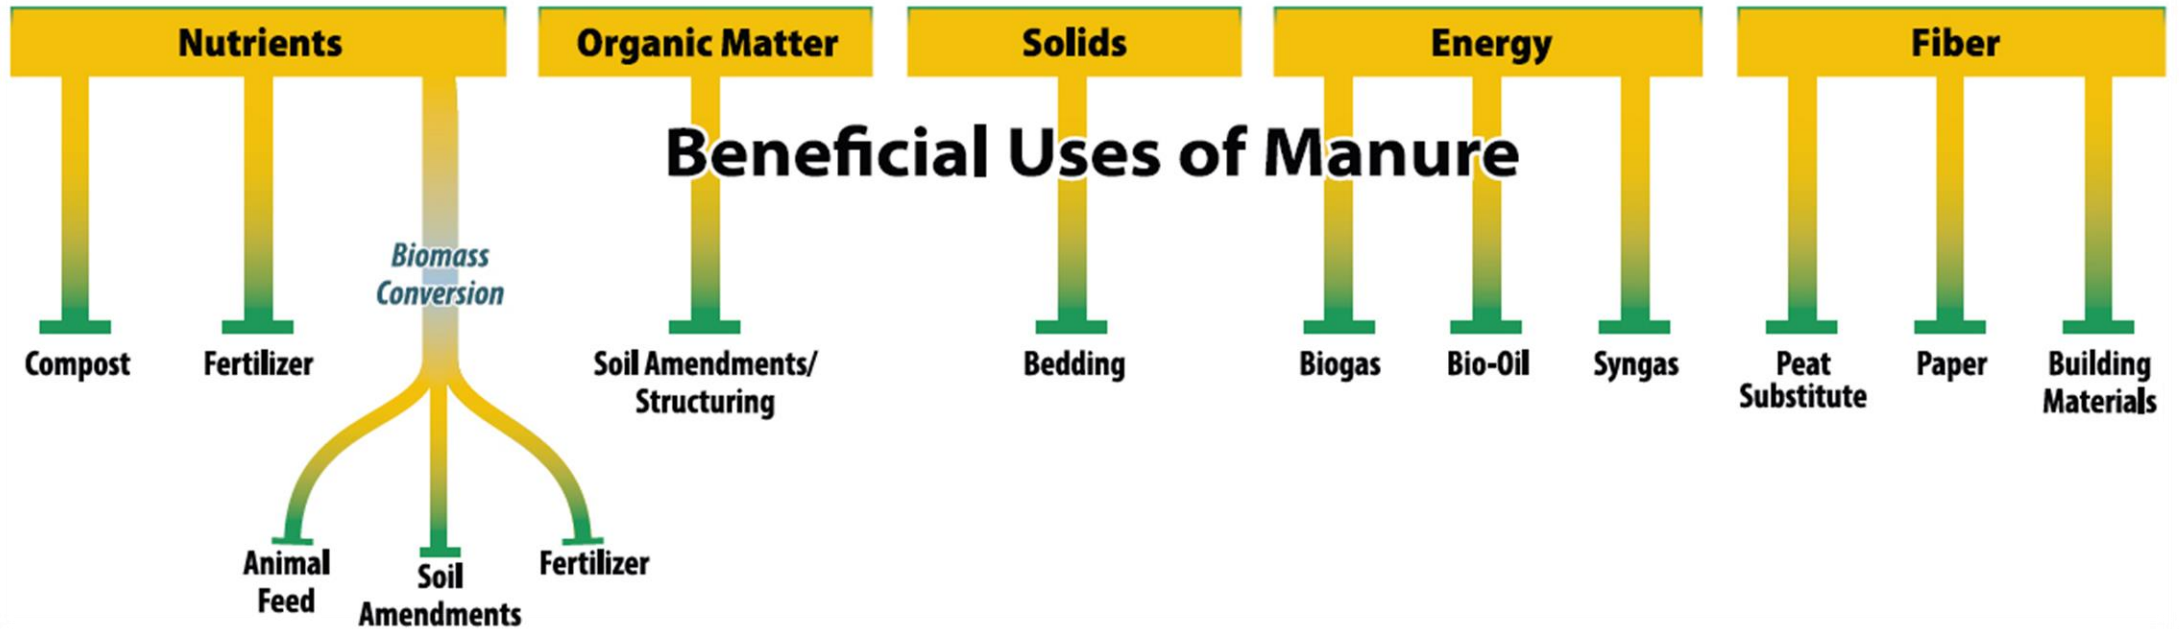 Nutrients
Organic Matter
Solids
Energy
Fiber
Beneficial Uses of Manure
Biomass
Conversion
Compost
Fertilizer
Soil Amendments/
Structuring
Bedding
Biogas
Bio-Oil
Syngas
Peat
Substitute
Paper
Building
Materials
Animal
Feed
Soil
Amendments
Fertilizer